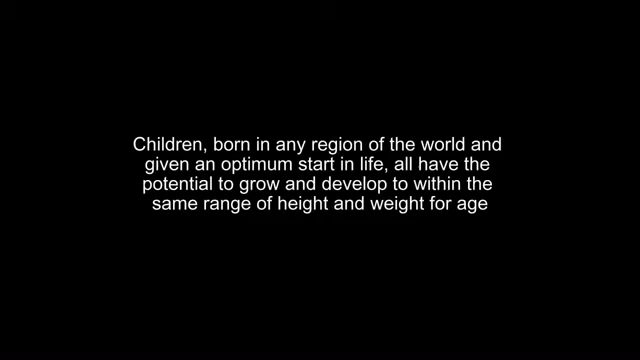 Children, born in any region of the world and
given an optimum start in life, all have the
potential to grow and develop to within the
same range of height and weight for age